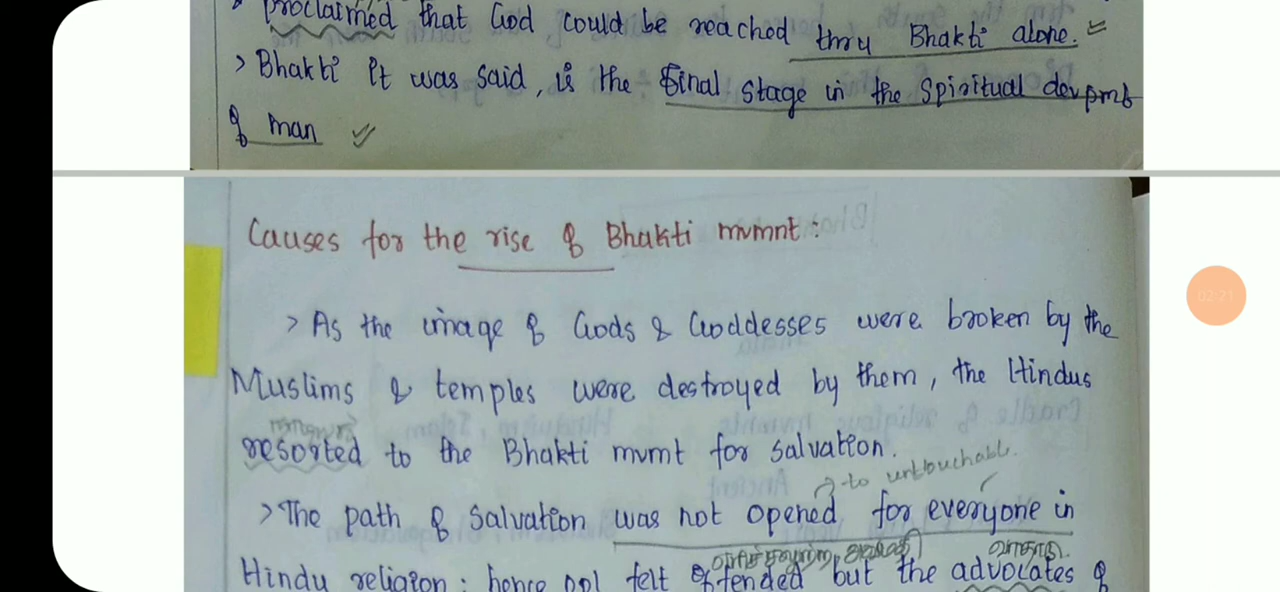 > proclaimed that God could be reached thru Bhakti alone.
> Bhakti it was said, is the final stage in the spiritual devpmt
of man
Causes for the rise of Bhakti mvmnt :
> As the image of Gods & Goddesses were broken by the
02:21
Muslims & temples were destroyed by them, the Hindus
resorted to the Bhakti mvmt for salvation.
to untouchabl.
> The path of salvation was not opened for everyone in
Hindu religion : hence ppl felt offended but the advocates of